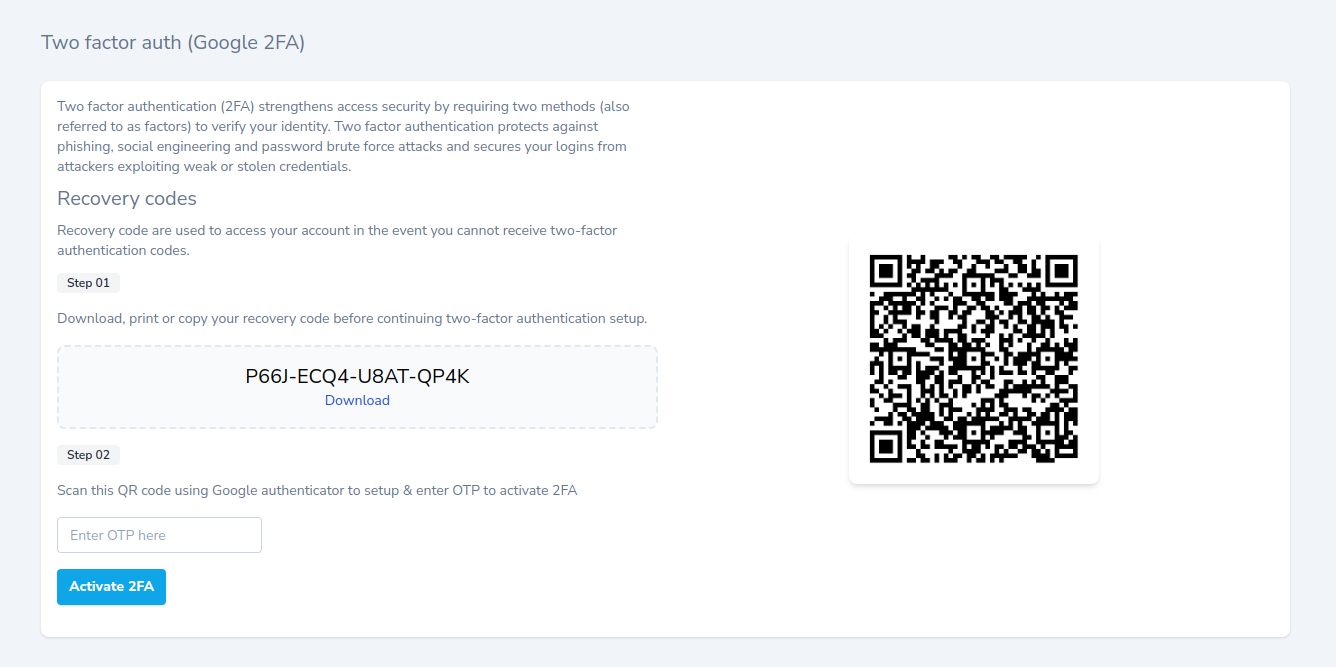 Two factor auth (Google 2FA)
Two factor authentication (2FA) strengthens access security by requiring two methods (also
referred to as factors) to verify your identity. Two factor authentication protects against
phishing, social engineering and password brute force attacks and secures your logins from
attackers exploiting weak or stolen credentials.
Recovery codes
Recovery code are used to access your account in the event you cannot receive two-factor
authentication codes.
Step 01
Download, print or copy your recovery code before continuing two-factor authentication setup.
P66J-ECQ4-U8AT-QP4K
Download
Step 02
Scan this QR code using Google authenticator to setup & enter OTP to activate 2FA
Enter OTP here
Activate 2FA